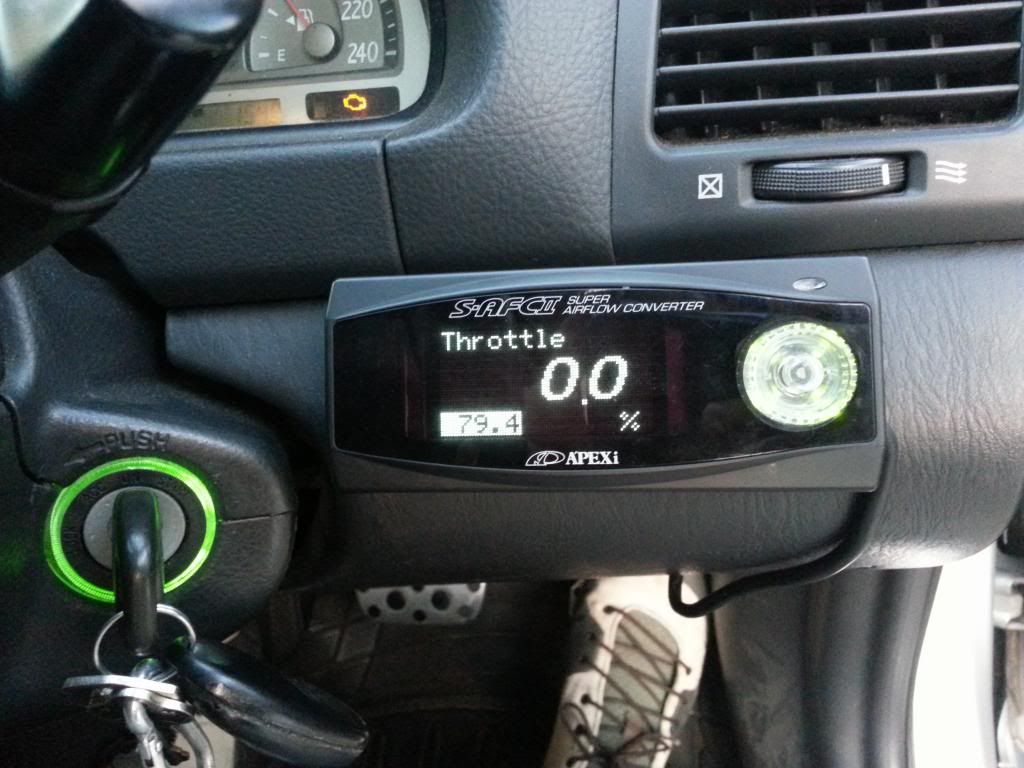 220
240
E
S-AFCII SUPER
AIRFLOW CONVERTER
Throttle
0.0
79.4 %
APEXi
PUSH